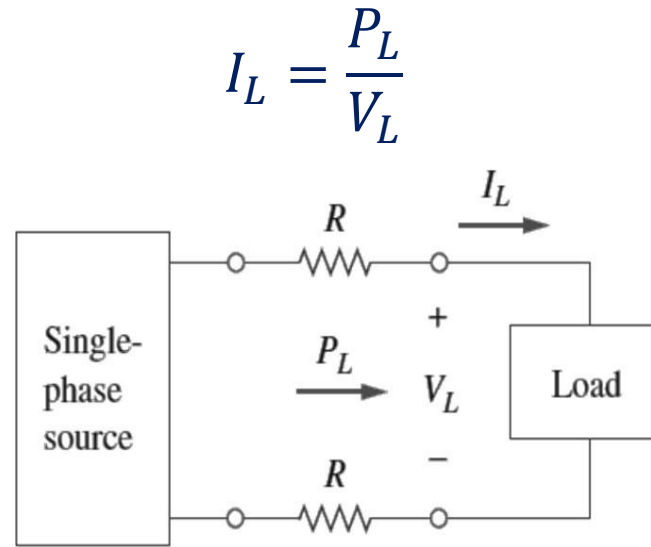 I_L = P_L / V_L
I_L
R
+
Single-
phase
source
P_L
V_L
Load
−
R